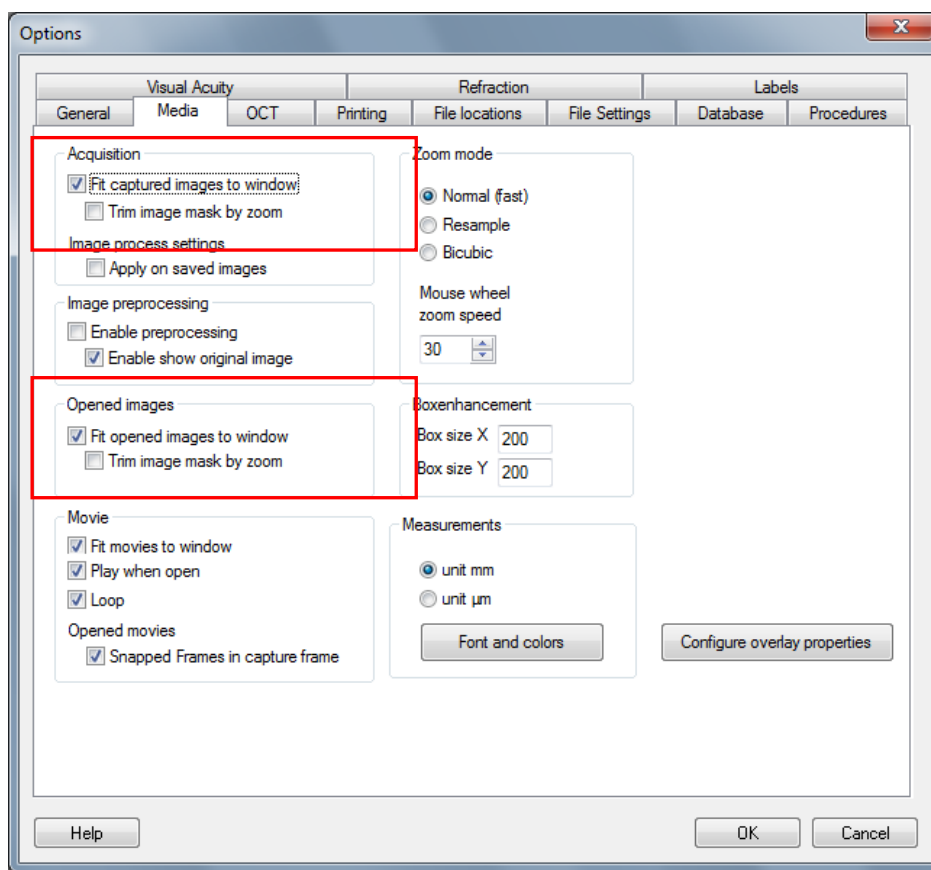 Options
Visual Acuity Refraction Labels
General Media OCT Printing File locations File Settings Database Procedures
Acquisition
Fit captured images to window
Trim image mask by zoom
Image process settings
Apply on saved images
Image preprocessing
Enable preprocessing
Enable show original image
Opened images
Fit opened images to window
Trim image mask by zoom
Movie
Fit movies to window
Play when open
Loop
Opened movies
Snapped Frames in capture frame
Zoom mode
Normal (fast)
Resample
Bicubic
Mouse wheel
zoom speed
30
Boxenhancement
Box size X 200
Box size Y 200
Measurements
unit mm
unit µm
Font and colors
Configure overlay properties
Help OK Cancel